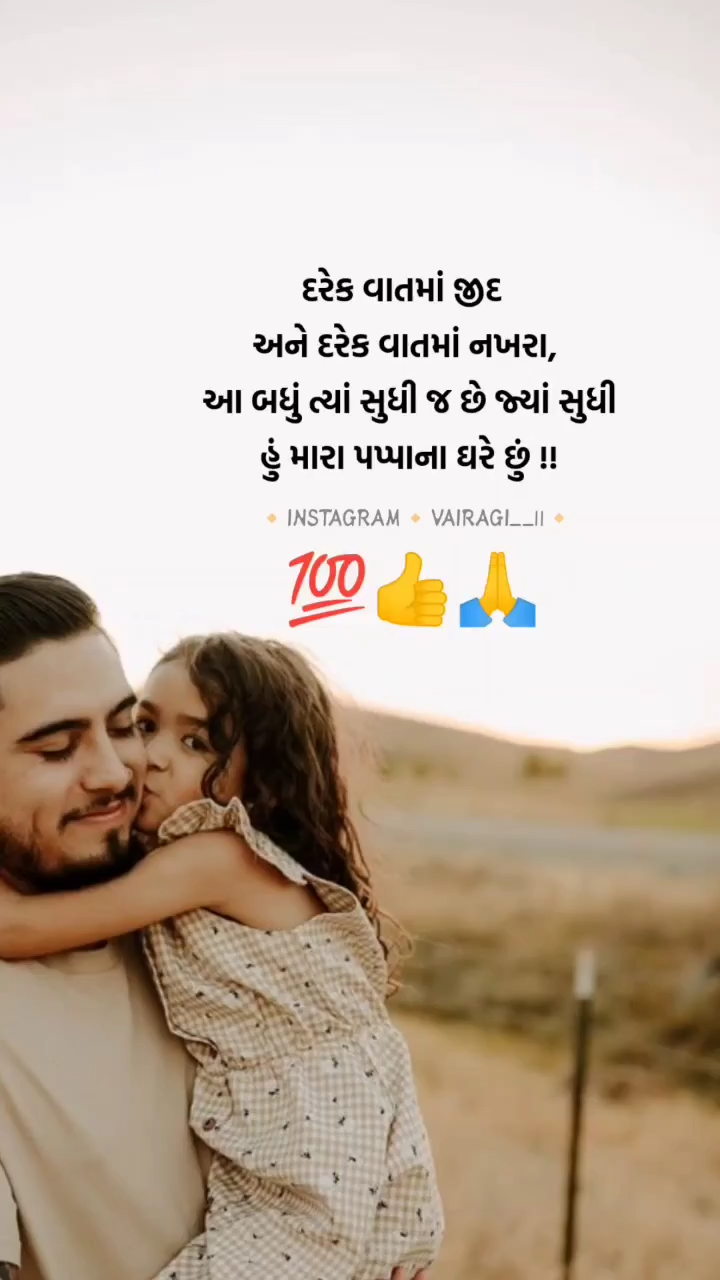 દરેક વાતમાં જીદ
અને દરેક વાતમાં નખરા,
આ બધું ત્યાં સુધી જ છે જ્યાં સુધી
હું મારા પપ્પાના ઘરે છું !!
🔸 INSTAGRAM 🔸 VAIRAGI__II 🔸
💯👍🙏